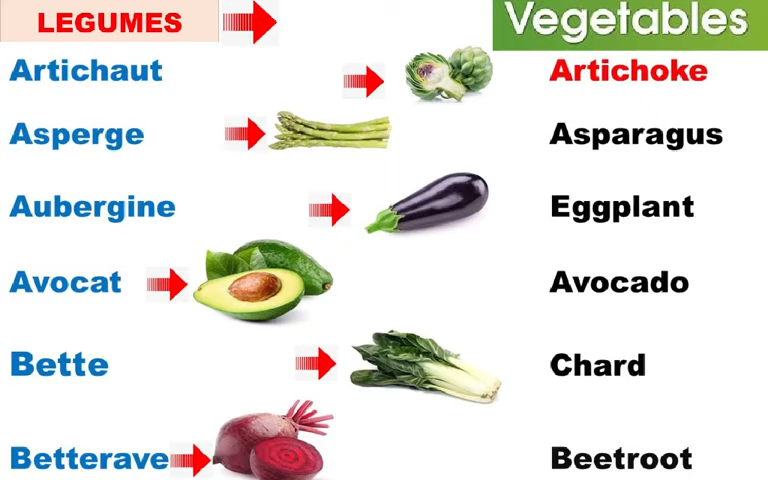 LEGUMES
Vegetables
Artichaut
Artichoke
Asperge
Asparagus
Aubergine
Eggplant
Avocat
Avocado
Bette
Chard
Betterave
Beetroot